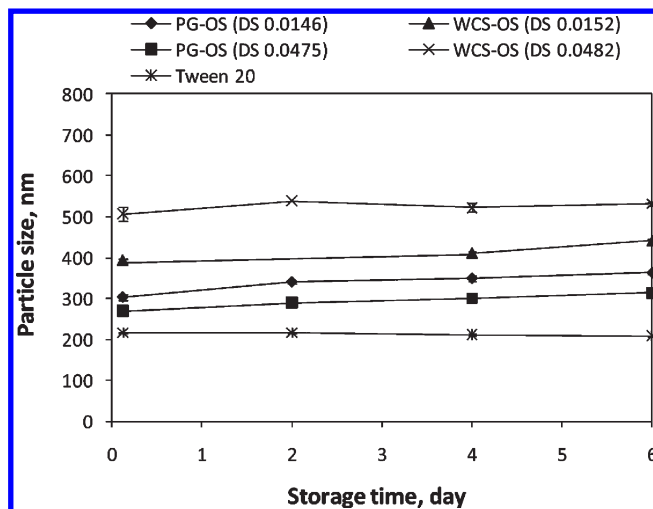 PG-OS (DS 0.0146) WCS-OS (DS 0.0152)
PG-OS (DS 0.0475) WCS-OS (DS 0.0482)
Tween 20
800
700
600
500
400
300
200
100
0
Particle size, nm
0 1 2 3 4 5 6
Storage time, day